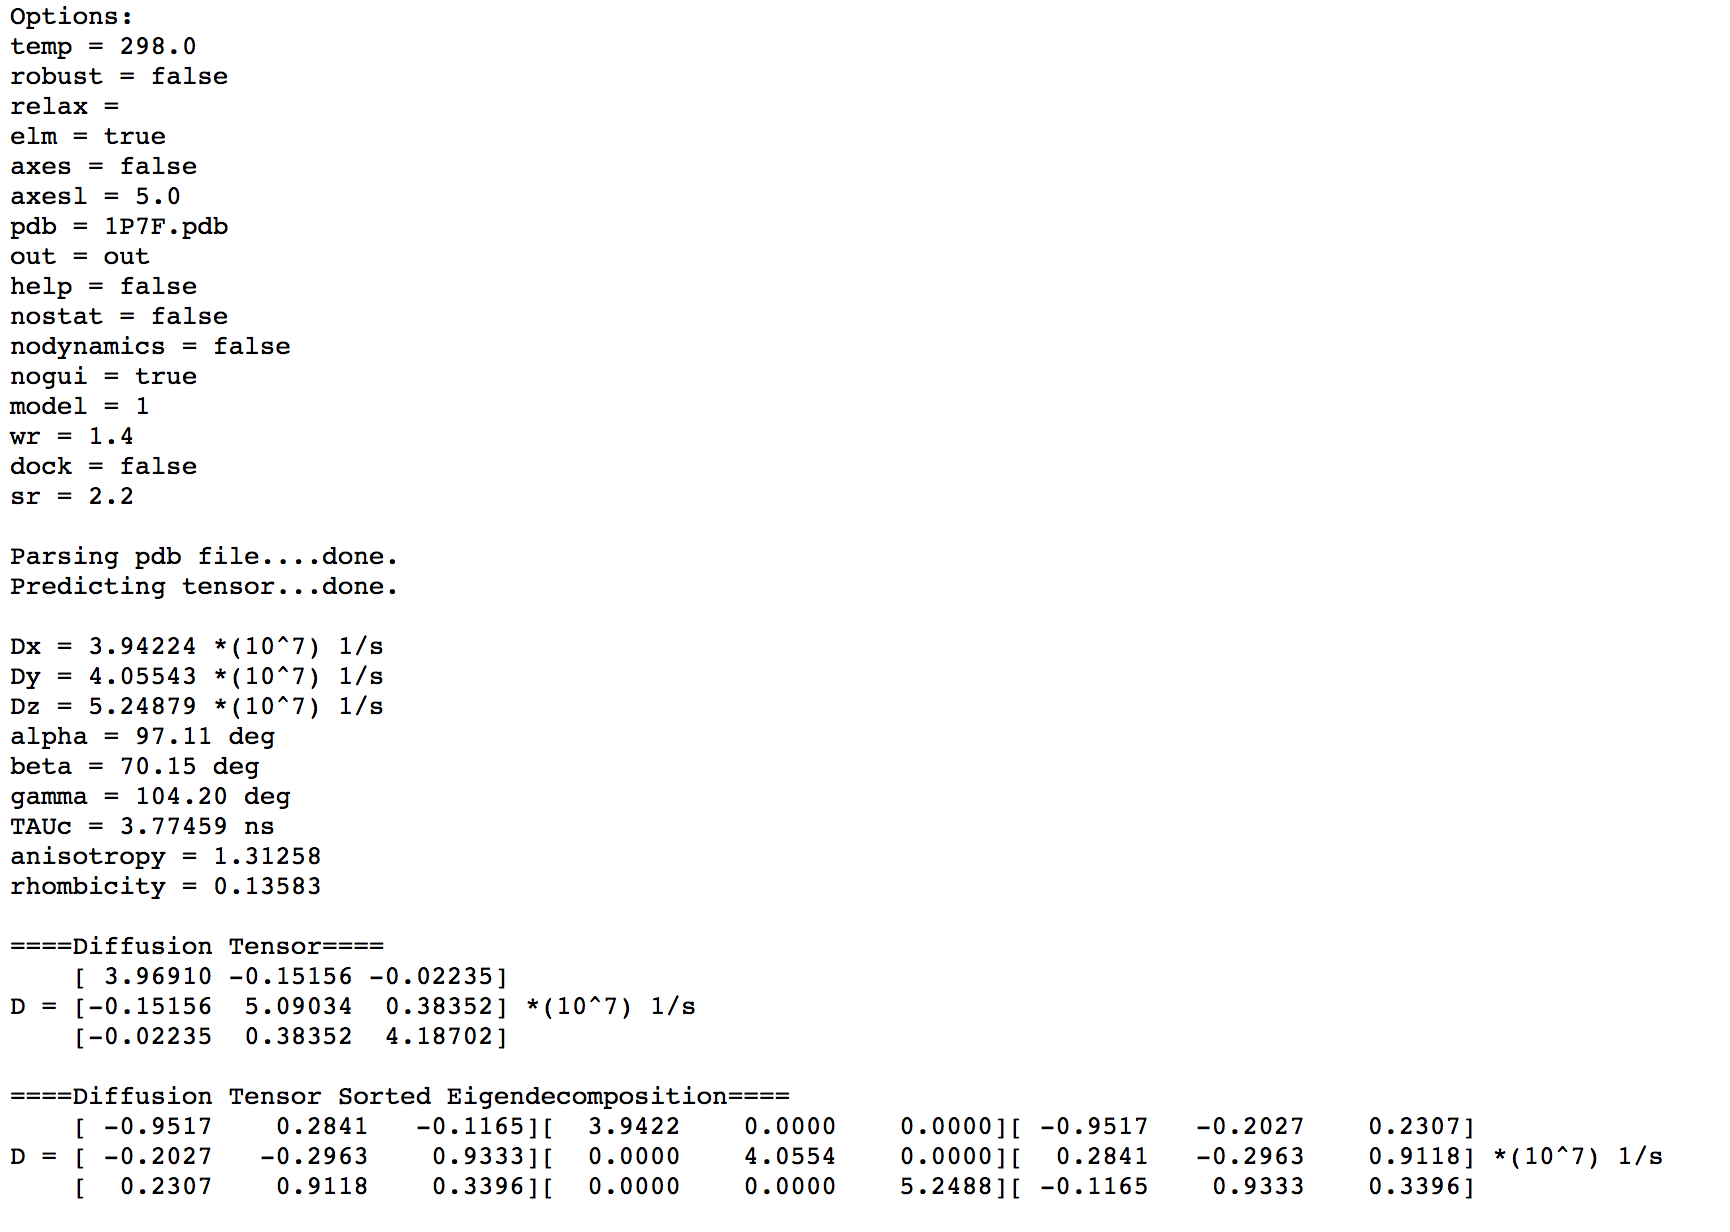 Options:
temp = 298.0
robust = false
relax =
elm = true
axes = false
axesl = 5.0
pdb = 1P7F.pdb
out = out
help = false
nostat = false
nodynamics = false
nogui = true
model = 1
wr = 1.4
dock = false
sr = 2.2

Parsing pdb file....done.
Predicting tensor...done.

Dx = 3.94224 *(10^7) 1/s
Dy = 4.05543 *(10^7) 1/s
Dz = 5.24879 *(10^7) 1/s
alpha = 97.11 deg
beta = 70.15 deg
gamma = 104.20 deg
TAUc = 3.77459 ns
anisotropy = 1.31258
rhombicity = 0.13583

====Diffusion Tensor====
    [ 3.96910 -0.15156 -0.02235]
D = [-0.15156  5.09034  0.38352] *(10^7) 1/s
    [-0.02235  0.38352  4.18702]

====Diffusion Tensor Sorted Eigendecomposition====
    [ -0.9517    0.2841   -0.1165][  3.9422    0.0000    0.0000][ -0.9517   -0.2027    0.2307]
D = [ -0.2027   -0.2963    0.9333][  0.0000    4.0554    0.0000][  0.2841   -0.2963    0.9118] *(10^7) 1/s
    [  0.2307    0.9118    0.3396][  0.0000    0.0000    5.2488][ -0.1165    0.9333    0.3396]